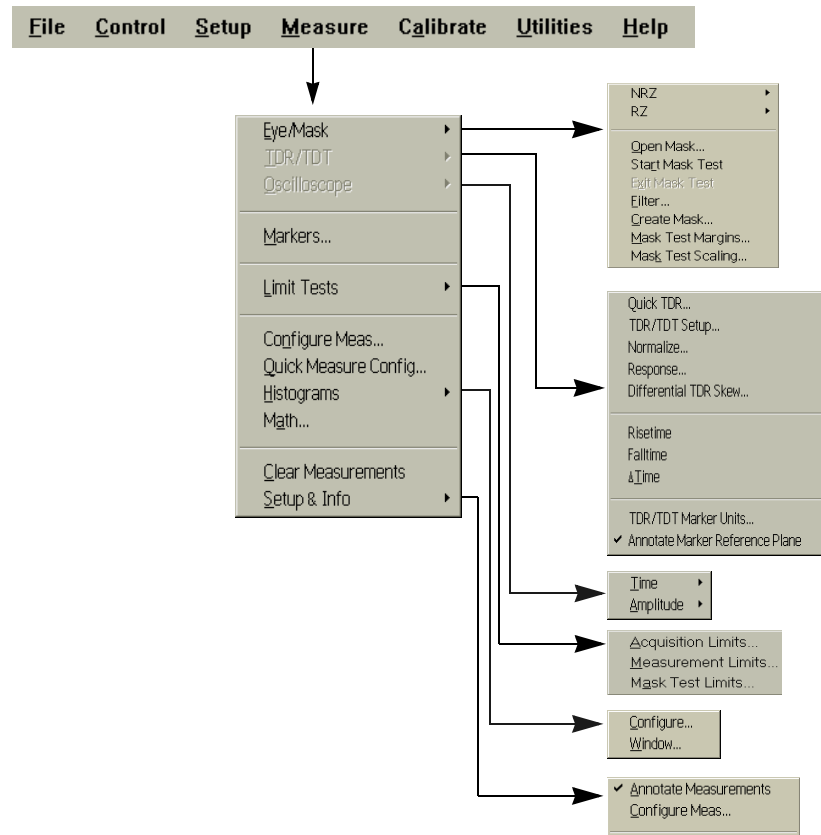 File Control Setup Measure Calibrate Utilities Help
Eye/Mask
TDR/TDT
Oscilloscope
Markers...
Limit Tests
Configure Meas...
Quick Measure Config...
Histograms
Math...
Clear Measurements
Setup & Info
NRZ
RZ
Open Mask...
Start Mask Test
Exit Mask Test
Filter...
Create Mask...
Mask Test Margins...
Mask Test Scaling...
Quick TDR...
TDR/TDT Setup...
Normalize...
Response...
Differential TDR Skew...
Risetime
Falltime
ΔTime
TDR/TDT Marker Units...
✔ Annotate Marker Reference Plane
Time
Amplitude
Acquisition Limits...
Measurement Limits...
Mask Test Limits...
Configure...
Window...
✔ Annotate Measurements
Configure Meas...